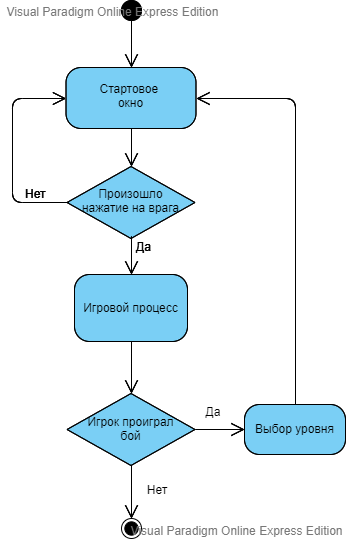 Visual Paradigm Online Express Edition
Стартовое
окно
Произошло
нажатие на врага
Нет
Да
Игровой процесс
Игрок проиграл
бой
Да
Выбор уровня
Нет
Visual Paradigm Online Express Edition